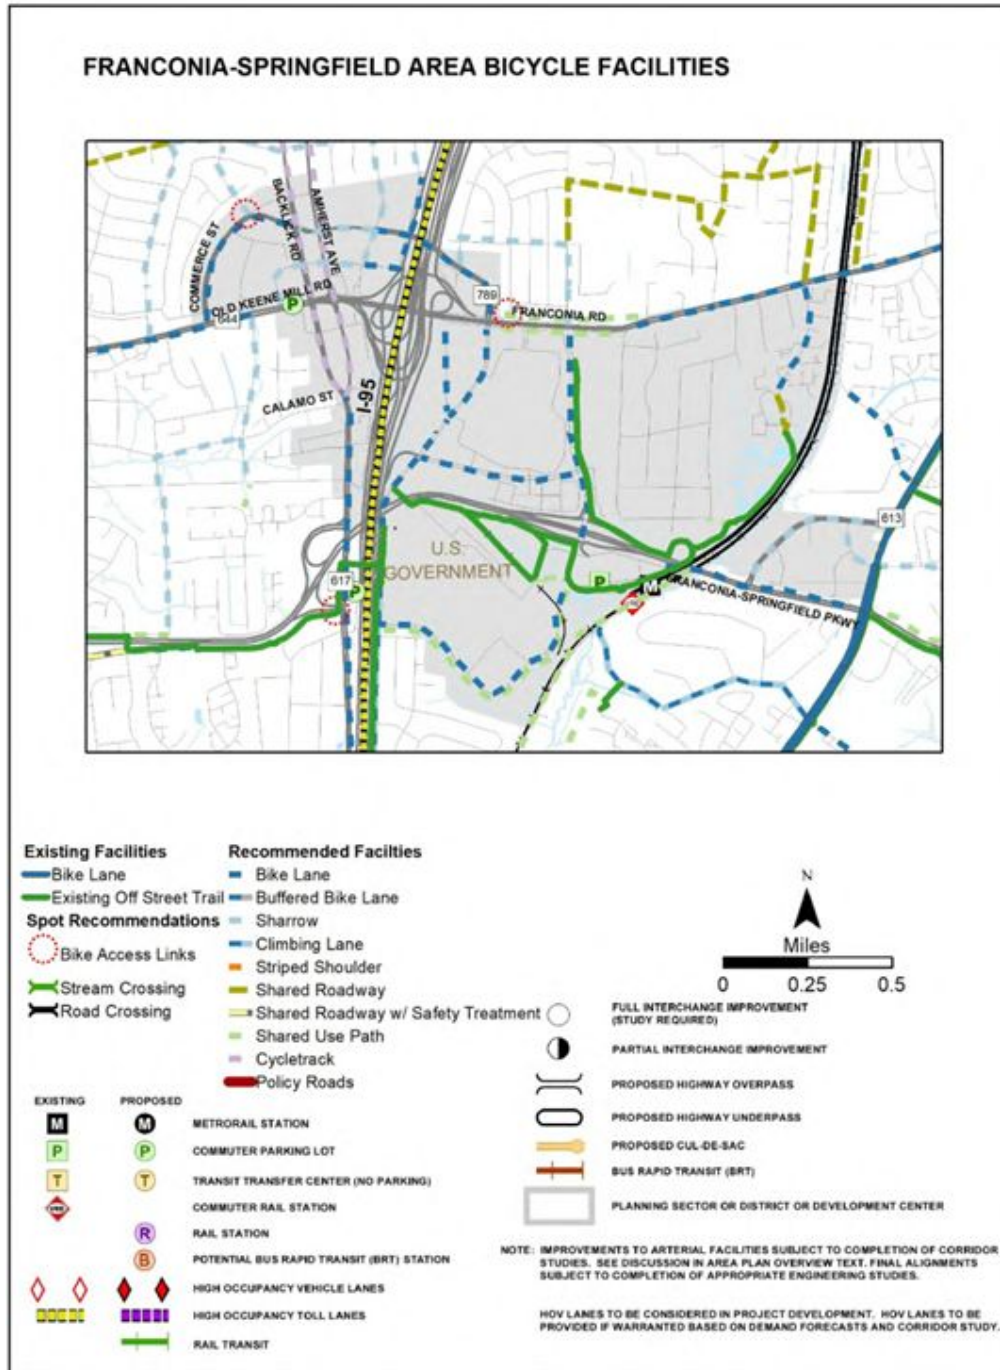 FRANCONIA-SPRINGFIELD AREA BICYCLE FACILITIES
COMMERCE ST
BACKLICK RD
AMHERST AVE
OLD KEENE MILL RD
644
P
789
FRANCONIA RD
I-95
CALAMO ST
613
U.S.
GOVERNMENT
617
P
P
M
FRANCONIA-SPRINGFIELD PKWY
Existing Facilities
Bike Lane
Existing Off Street Trail
Spot Recommendations
Bike Access Links
Stream Crossing
Road Crossing
Recommended Facilties
Bike Lane
Buffered Bike Lane
Sharrow
Climbing Lane
Striped Shoulder
Shared Roadway
Shared Roadway w/ Safety Treatment
Shared Use Path
Cycletrack
Policy Roads
N
Miles
0 0.25 0.5
EXISTING PROPOSED
M M METRORAIL STATION
P P COMMUTER PARKING LOT
T T TRANSIT TRANSFER CENTER (NO PARKING)
COMMUTER RAIL STATION
R RAIL STATION
B POTENTIAL BUS RAPID TRANSIT (BRT) STATION
HIGH OCCUPANCY VEHICLE LANES
HIGH OCCUPANCY TOLL LANES
RAIL TRANSIT
FULL INTERCHANGE IMPROVEMENT
(STUDY REQUIRED)
PARTIAL INTERCHANGE IMPROVEMENT
PROPOSED HIGHWAY OVERPASS
PROPOSED HIGHWAY UNDERPASS
PROPOSED CUL-DE-SAC
BUS RAPID TRANSIT (BRT)
PLANNING SECTOR OR DISTRICT OR DEVELOPMENT CENTER
NOTE: IMPROVEMENTS TO ARTERIAL FACILITIES SUBJECT TO COMPLETION OF CORRIDOR
STUDIES. SEE DISCUSSION IN AREA PLAN OVERVIEW TEXT. FINAL ALIGNMENTS
SUBJECT TO COMPLETION OF APPROPRIATE ENGINEERING STUDIES.
HOV LANES TO BE CONSIDERED IN PROJECT DEVELOPMENT. HOV LANES TO BE
PROVIDED IF WARRANTED BASED ON DEMAND FORECASTS AND CORRIDOR STUDY.